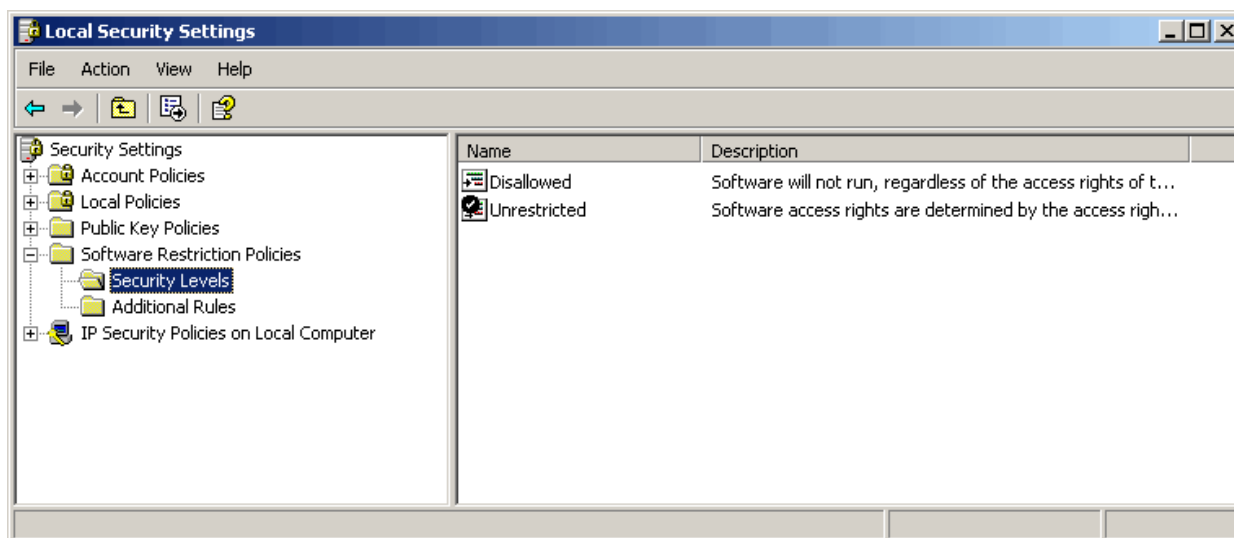 Local Security Settings
File Action View Help
Security Settings
Account Policies
Local Policies
Public Key Policies
Software Restriction Policies
Security Levels
Additional Rules
IP Security Policies on Local Computer
Name Description
Disallowed Software will not run, regardless of the access rights of t...
Unrestricted Software access rights are determined by the access righ...